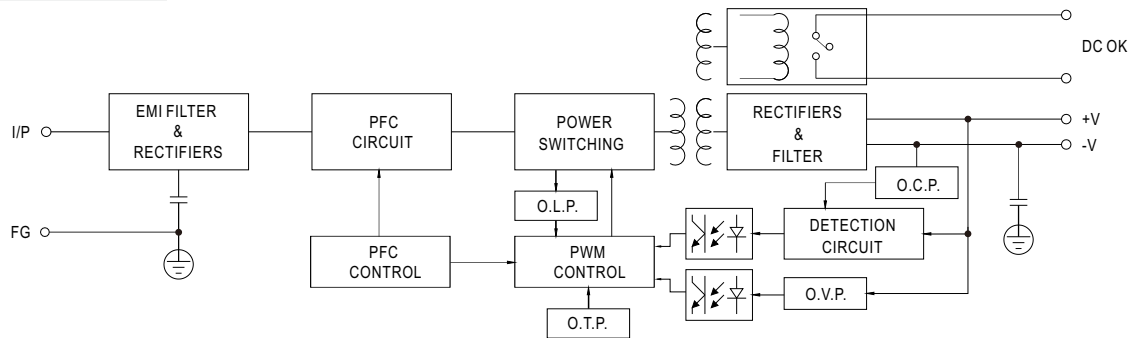 DC OK
I/P
EMI FILTER
&
RECTIFIERS
PFC
CIRCUIT
POWER
SWITCHING
RECTIFIERS
&
FILTER
+V
-V
O.L.P.
O.C.P.
FG
PFC
CONTROL
PWM
CONTROL
DETECTION
CIRCUIT
O.V.P.
O.T.P.